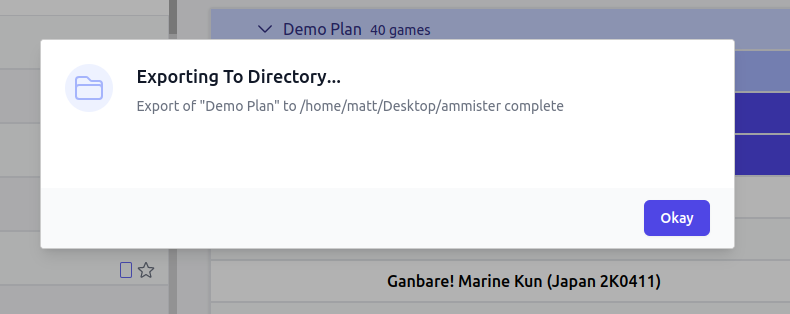 Demo Plan 40 games
Exporting To Directory...
Export of "Demo Plan" to /home/matt/Desktop/ammister complete
Okay
Ganbare! Marine Kun (Japan 2K0411)